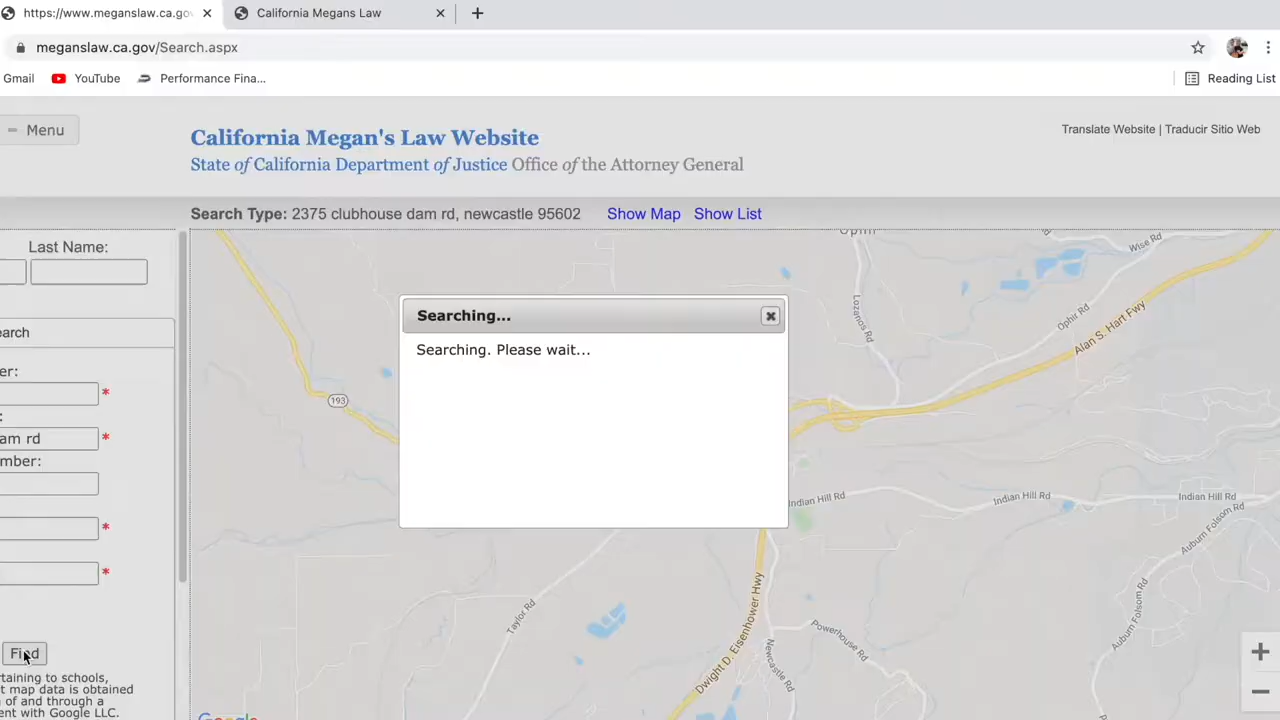 https://www.meganslaw.ca.go
California Megans Law
meganslaw.ca.gov/Search.aspx
Gmail
YouTube
Performance Fina...
Reading List
Menu
California Megan's Law Website
State of California Department of Justice Office of the Attorney General
Translate Website | Traducir Sitio Web
Search Type: 2375 clubhouse dam rd, newcastle 95602 Show Map Show List
Last Name:
earch
er:
:
am rd
mber:
Find
rtaining to schools,
t map data is obtained
of and through a
ent with Google LLC.
Searching...
Searching. Please wait...
Ophir
Wise Rd
Lozanos Rd
Ophir Rd
Alan S. Hart Fwy
193
Indian Hill Rd
Indian Hill Rd
Indian Hill Rd
Auburn Folsom Rd
Auburn Folsom Rd
Taylor Rd
Dwight D. Eisenhower Hwy
Powerhouse Rd
Newcastle Rd
Google